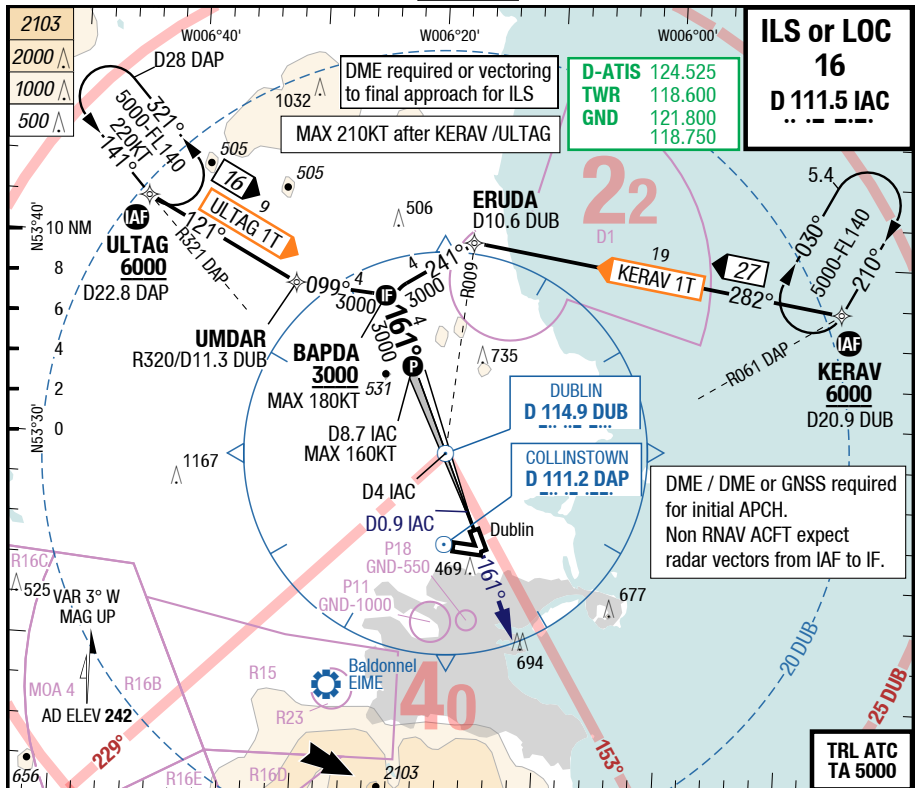 2103
2000
1000
500
W006°40'
W006°20'
W006°00'
D28 DAP
321°
5000-FL140
220KT
141°
1032
DME required or vectoring
to final approach for ILS
MAX 210KT after KERAV /ULTAG
D-ATIS 124.525
TWR 118.600
GND 121.800
118.750
ILS or LOC
16
D 111.5 IAC
505
505
16
9
ULTAG 1T
121°
R321 DAP
N53°40'
10 NM
8
6
4
2
0
N53°30'
IAF
ULTAG
6000
D22.8 DAP
506
ERUDA
D10.6 DUB
22
D1
19
KERAV 1T
27
282°
5.4
030°
5000-FL140
210°
R061 DAP
IAF
KERAV
6000
D20.9 DUB
099°
4
3000
IF
4
241°
3000
R009
UMDAR
R320/D11.3 DUB
BAPDA
3000
MAX 180KT
161°
4
3000
P
531
735
D8.7 IAC
MAX 160KT
DUBLIN
D 114.9 DUB
COLLINSTOWN
D 111.2 DAP
1167
D4 IAC
D0.9 IAC
Dublin
DME / DME or GNSS required
for initial APCH.
Non RNAV ACFT expect
radar vectors from IAF to IF.
P18
GND-550
469
161°
P11
GND-1000
677
694
R16C
525
VAR 3° W
MAG UP
MOA 4
R16B
AD ELEV 242
R15
Baldonnel
EIME
R23
40
20 DUB
25 DUB
229°
153°
656
R16E
R16D
2103
TRL ATC
TA 5000